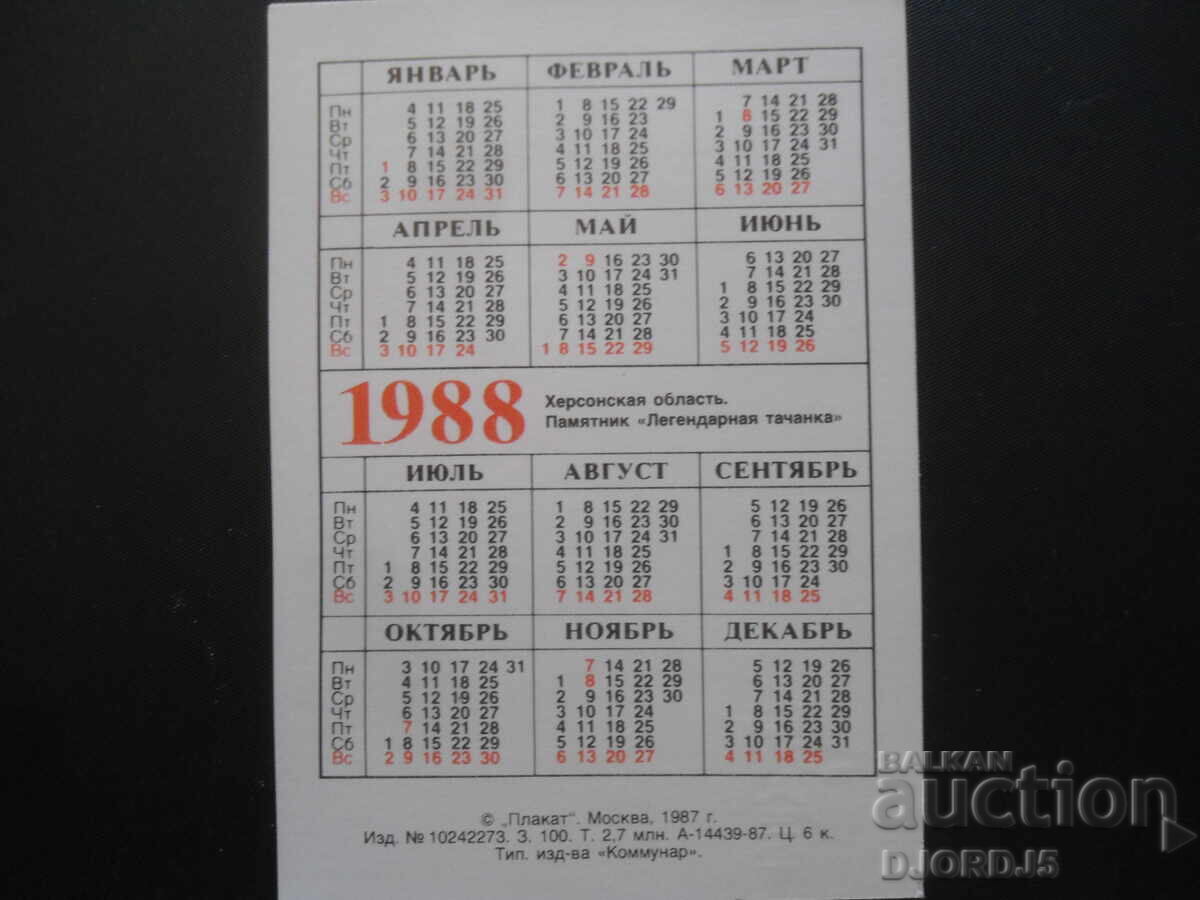 ЯНВАРЬ ФЕВРАЛЬ МАРТ
Пн 4 11 18 25 1 8 15 22 29 7 14 21 28
Вт 5 12 19 26 2 9 16 23 1 8 15 22 29
Ср 6 13 20 27 3 10 17 24 2 9 16 23 30
Чт 7 14 21 28 4 11 18 25 3 10 17 24 31
Пт 1 8 15 22 29 5 12 19 26 4 11 18 25
Сб 2 9 16 23 30 6 13 20 27 5 12 19 26
Вс 3 10 17 24 31 7 14 21 28 6 13 20 27
АПРЕЛЬ МАЙ ИЮНЬ
Пн 4 11 18 25 2 9 16 23 30 6 13 20 27
Вт 5 12 19 26 3 10 17 24 31 7 14 21 28
Ср 6 13 20 27 4 11 18 25 1 8 15 22 29
Чт 7 14 21 28 5 12 19 26 2 9 16 23 30
Пт 1 8 15 22 29 6 13 20 27 3 10 17 24
Сб 2 9 16 23 30 7 14 21 28 4 11 18 25
Вс 3 10 17 24 1 8 15 22 29 5 12 19 26
1988
Херсонская область.
Памятник «Легендарная тачанка»
ИЮЛЬ АВГУСТ СЕНТЯБРЬ
Пн 4 11 18 25 1 8 15 22 29 5 12 19 26
Вт 5 12 19 26 2 9 16 23 30 6 13 20 27
Ср 6 13 20 27 3 10 17 24 31 7 14 21 28
Чт 7 14 21 28 4 11 18 25 1 8 15 22 29
Пт 1 8 15 22 29 5 12 19 26 2 9 16 23 30
Сб 2 9 16 23 30 6 13 20 27 3 10 17 24
Вс 3 10 17 24 31 7 14 21 28 4 11 18 25
ОКТЯБРЬ НОЯБРЬ ДЕКАБРЬ
Пн 3 10 17 24 31 7 14 21 28 5 12 19 26
Вт 4 11 18 25 1 8 15 22 29 6 13 20 27
Ср 5 12 19 26 2 9 16 23 30 7 14 21 28
Чт 6 13 20 27 3 10 17 24 1 8 15 22 29
Пт 7 14 21 28 4 11 18 25 2 9 16 23 30
Сб 1 8 15 22 29 5 12 19 26 3 10 17 24 31
Вс 2 9 16 23 30 6 13 20 27 4 11 18 25
© „Плакат“. Москва, 1987 г.
Изд. № 10242273. З. 100. Т. 2,7 млн. А-14439-87. Ц. 6 к.
Тип. изд-ва «Коммунар».
BALKAN
auction
DJORDJ5